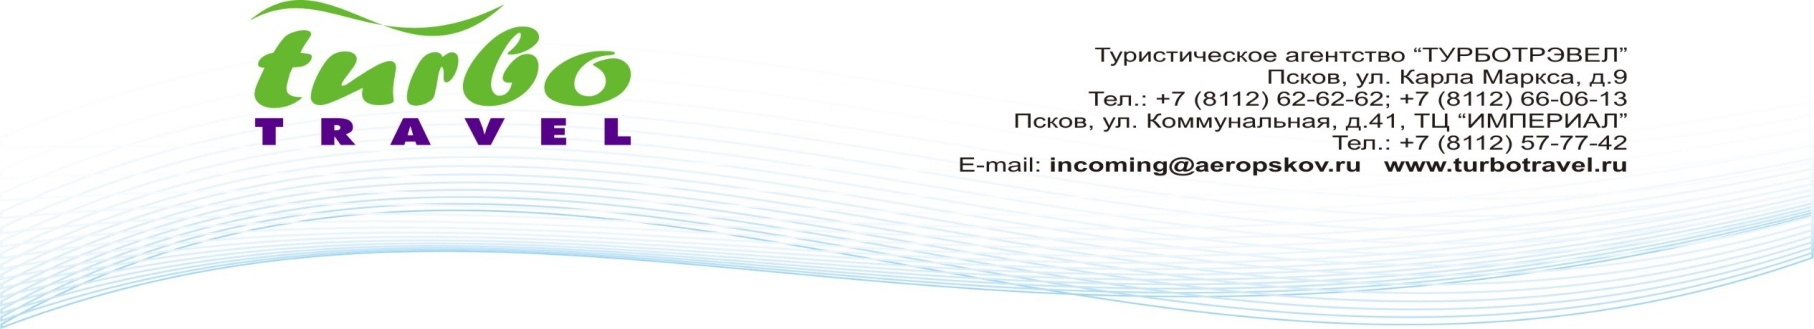 turbo
TRAVEL
Туристическое агентство “ТУРБОТРЭВЕЛ”
Псков, ул. Карла Маркса, д.9
Тел.: +7 (8112) 62-62-62; +7 (8112) 66-06-13
Псков, ул. Коммунальная, д.41, ТЦ “ИМПЕРИАЛ”
Тел.: +7 (8112) 57-77-42
E-mail: incoming@aeropskov.ru www.turbotravel.ru